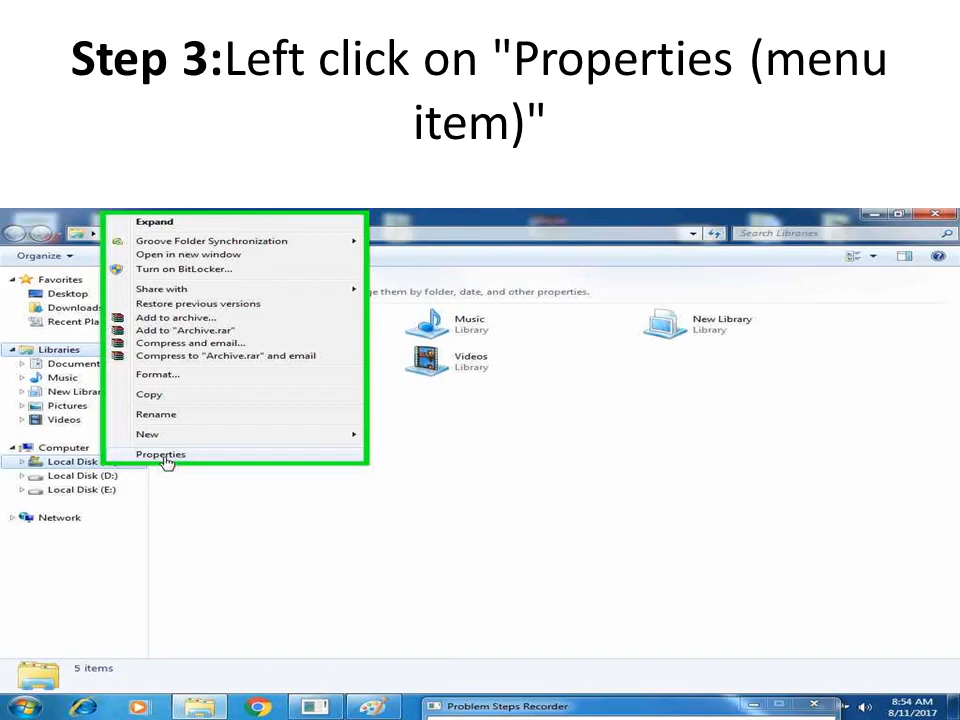 Step 3:Left click on "Properties (menu
item)"
Expand
Groove Folder Synchronization
Open in new window
Turn on BitLocker...
Share with
Restore previous versions
Add to archive...
Add to "Archive.rar"
Compress and email...
Compress to "Archive.rar" and email
Format...
Copy
Rename
New
Properties
Search Libraries
Organize
ge them by folder, date, and other properties.
Favorites
Desktop
Downloads
Recent Pla
Libraries
Document
Music
New Librar
Pictures
Videos
Computer
Local Disk
Local Disk (D:)
Local Disk (E:)
Network
Music
Library
New Library
Library
Videos
Library
5 items
Problem Steps Recorder
8:54 AM
8/11/2017